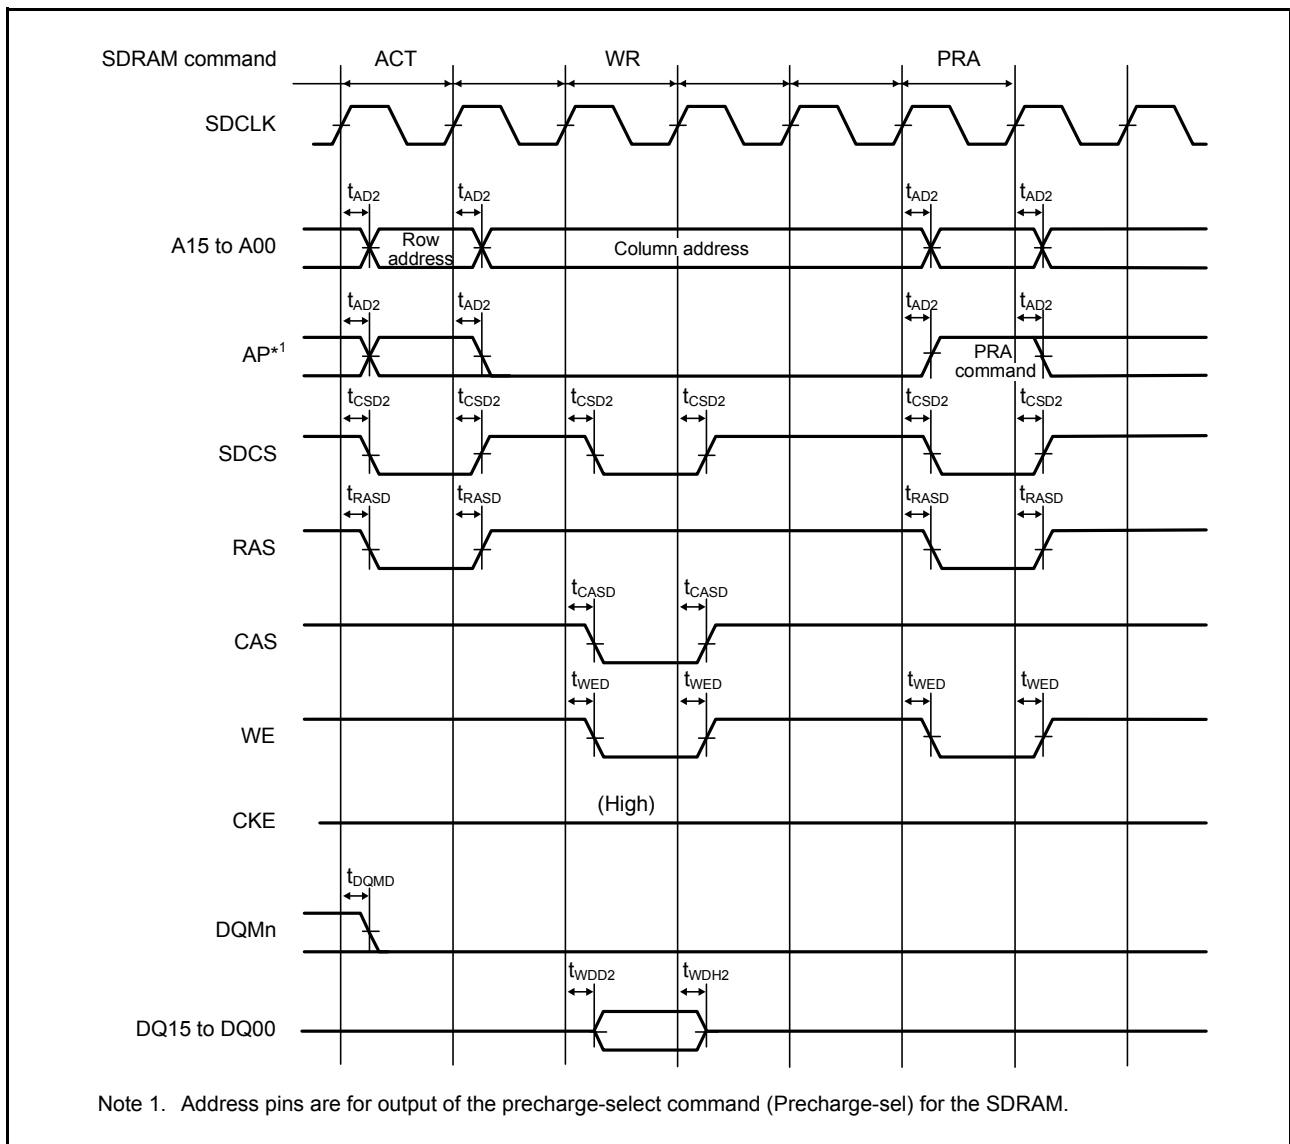 SDRAM command ACT WR PRA
SDCLK
tAD2 tAD2 tAD2 tAD2
A15 to A00 Row address Column address
tAD2 tAD2 tAD2 tAD2
AP*1 PRA command
tCSD2 tCSD2 tCSD2 tCSD2 tCSD2 tCSD2
SDCS
tRASD tRASD tRASD tRASD
RAS
tCASD tCASD
CAS
tWED tWED tWED tWED
WE
(High)
CKE
tDQMD
DQMn
tWDD2 tWDH2
DQ15 to DQ00
Note 1. Address pins are for output of the precharge-select command (Precharge-sel) for the SDRAM.